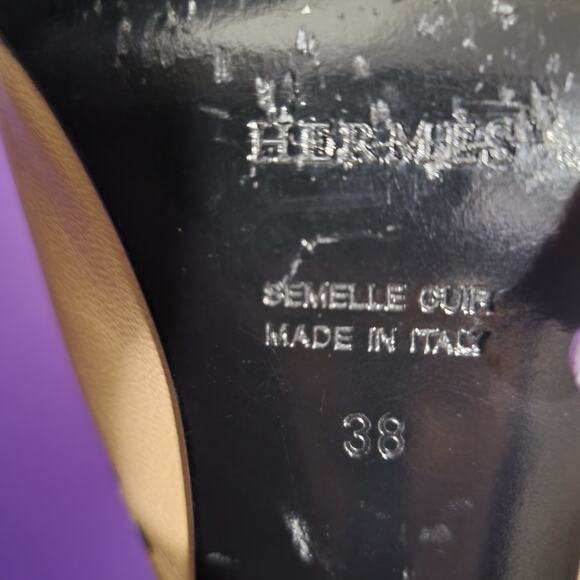 HERMES
SEMELLE CUIR
MADE IN ITALY
38